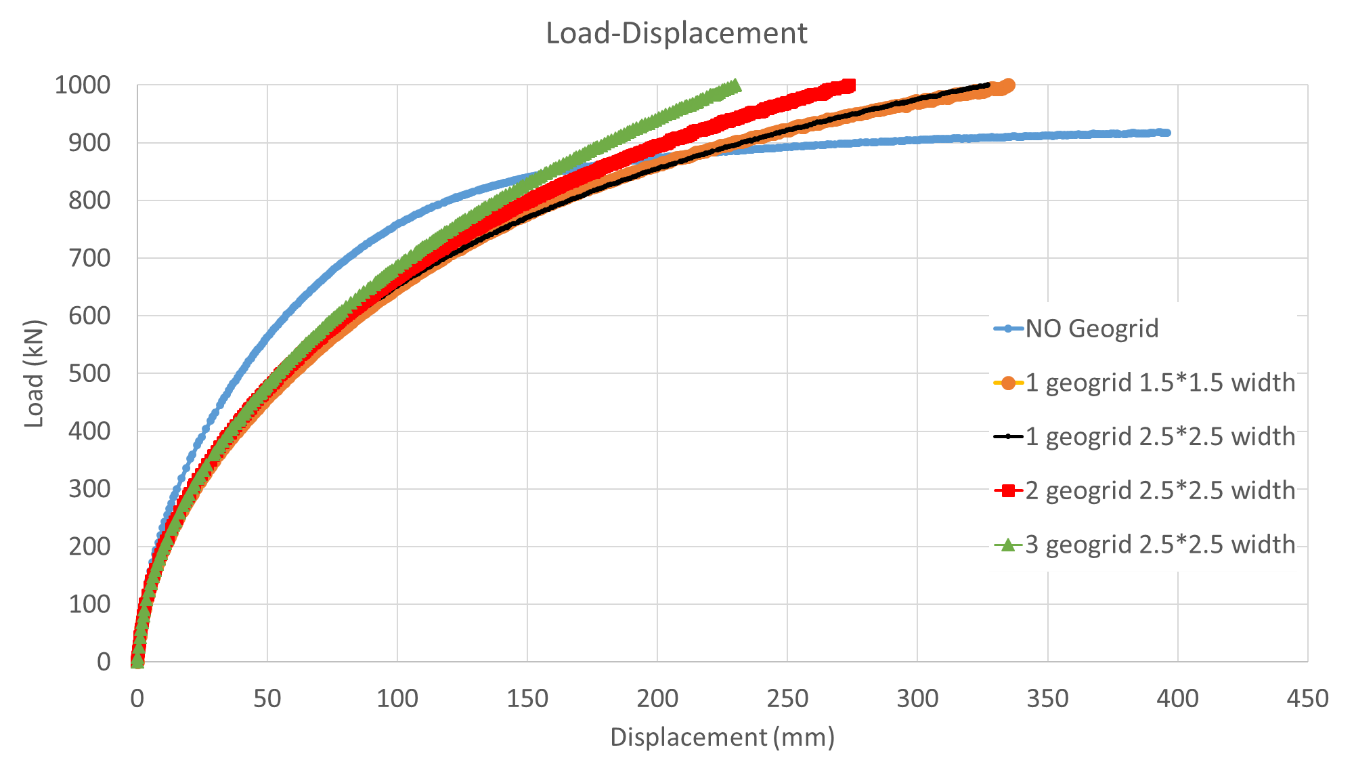 Load-Displacement
1000
900
800
700
600
500
400
300
200
100
0
Load (kN)
0 50 100 150 200 250 300 350 400 450
Displacement (mm)
NO Geogrid
1 geogrid 1.5*1.5 width
1 geogrid 2.5*2.5 width
2 geogrid 2.5*2.5 width
3 geogrid 2.5*2.5 width